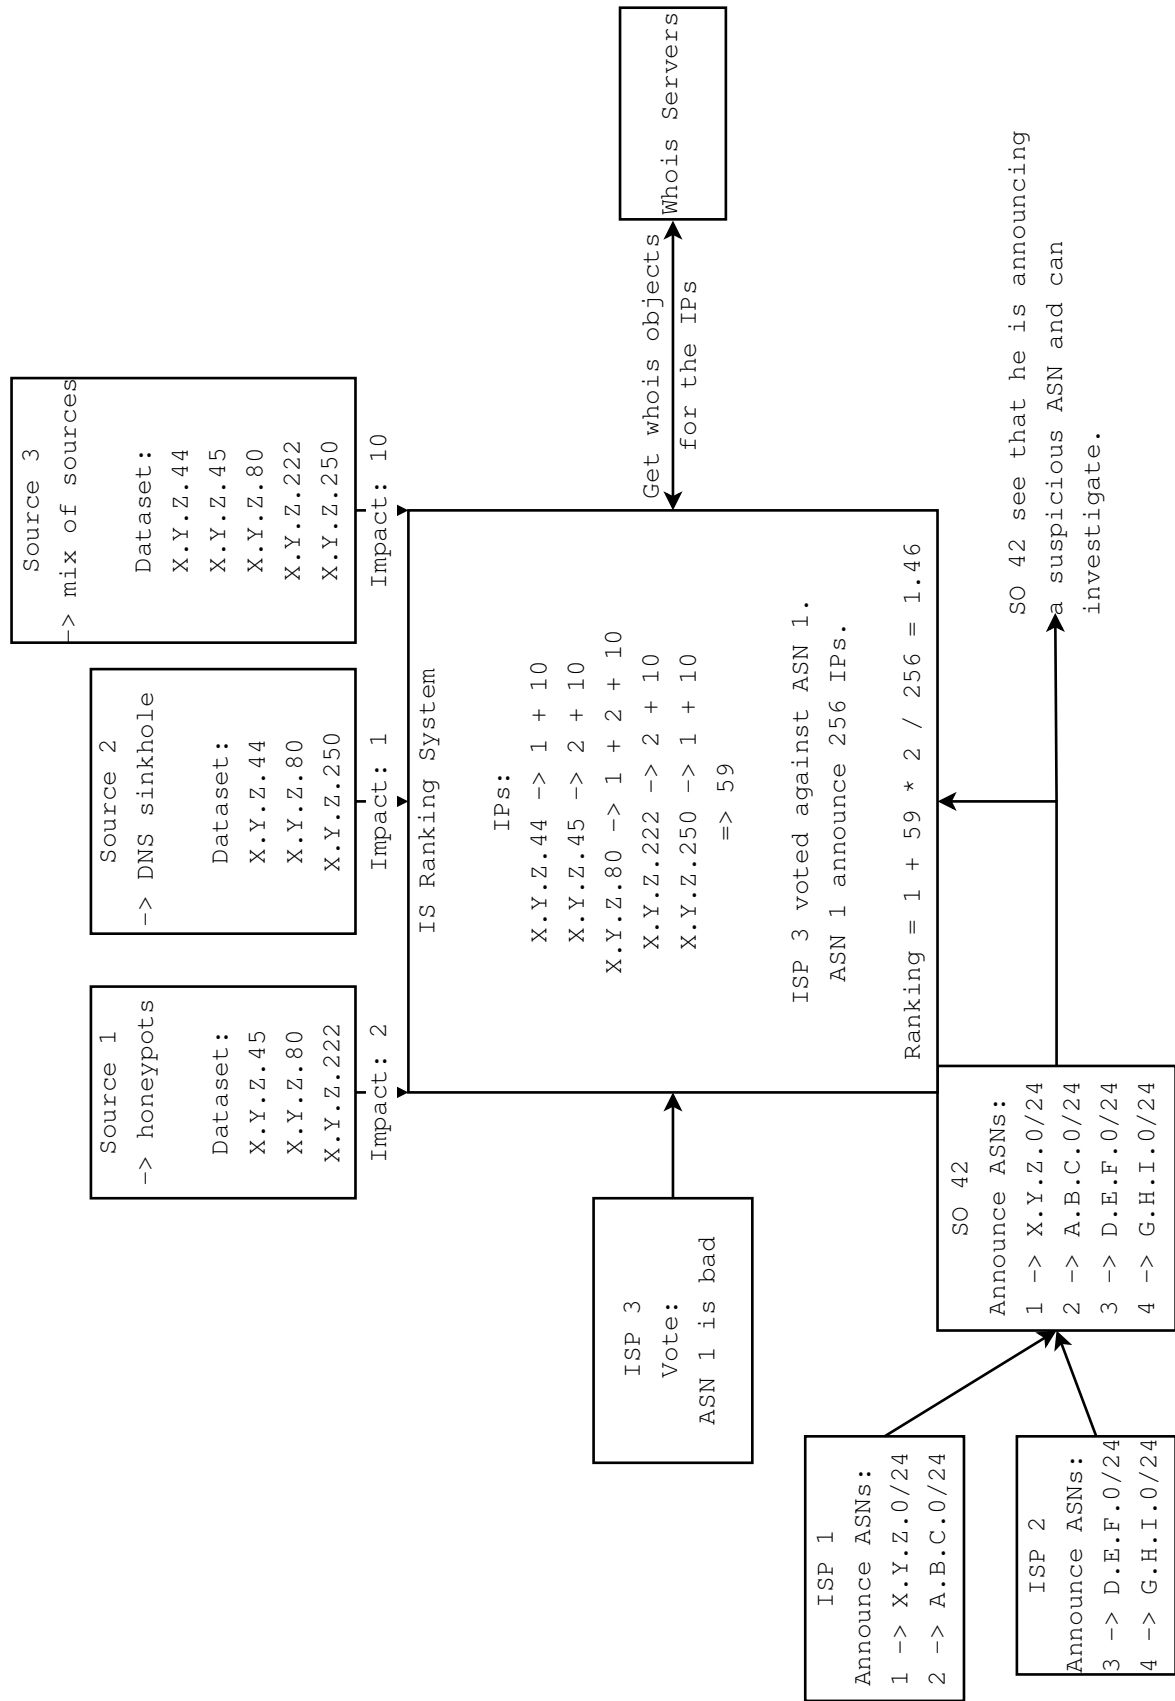 Source 1
-> honeypots
Dataset:
X.Y.Z.45
X.Y.Z.80
X.Y.Z.222
Impact: 2
Source 2
-> DNS sinkhole
Dataset:
X.Y.Z.44
X.Y.Z.80
X.Y.Z.250
Impact: 1
Source 3
-> mix of sources
Dataset:
X.Y.Z.44
X.Y.Z.45
X.Y.Z.80
X.Y.Z.222
X.Y.Z.250
Impact: 10
ISP 3
Vote:
ASN 1 is bad
IS Ranking System
IPs:
X.Y.Z.44 -> 1 + 10
X.Y.Z.45 -> 2 + 10
X.Y.Z.80 -> 1 + 2 + 10
X.Y.Z.222 -> 2 + 10
X.Y.Z.250 -> 1 + 10
=> 59
ISP 3 voted against ASN 1.
ASN 1 announce 256 IPs.
Ranking = 1 + 59 * 2 / 256 = 1.46
Get whois objects
for the IPs
Whois Servers
ISP 1
Announce ASNs:
1 -> X.Y.Z.0/24
2 -> A.B.C.0/24
ISP 2
Announce ASNs:
3 -> D.E.F.0/24
4 -> G.H.I.0/24
SO 42
Announce ASNs:
1 -> X.Y.Z.0/24
2 -> A.B.C.0/24
3 -> D.E.F.0/24
4 -> G.H.I.0/24
SO 42 see that he is announcing
a suspicious ASN and can
investigate.